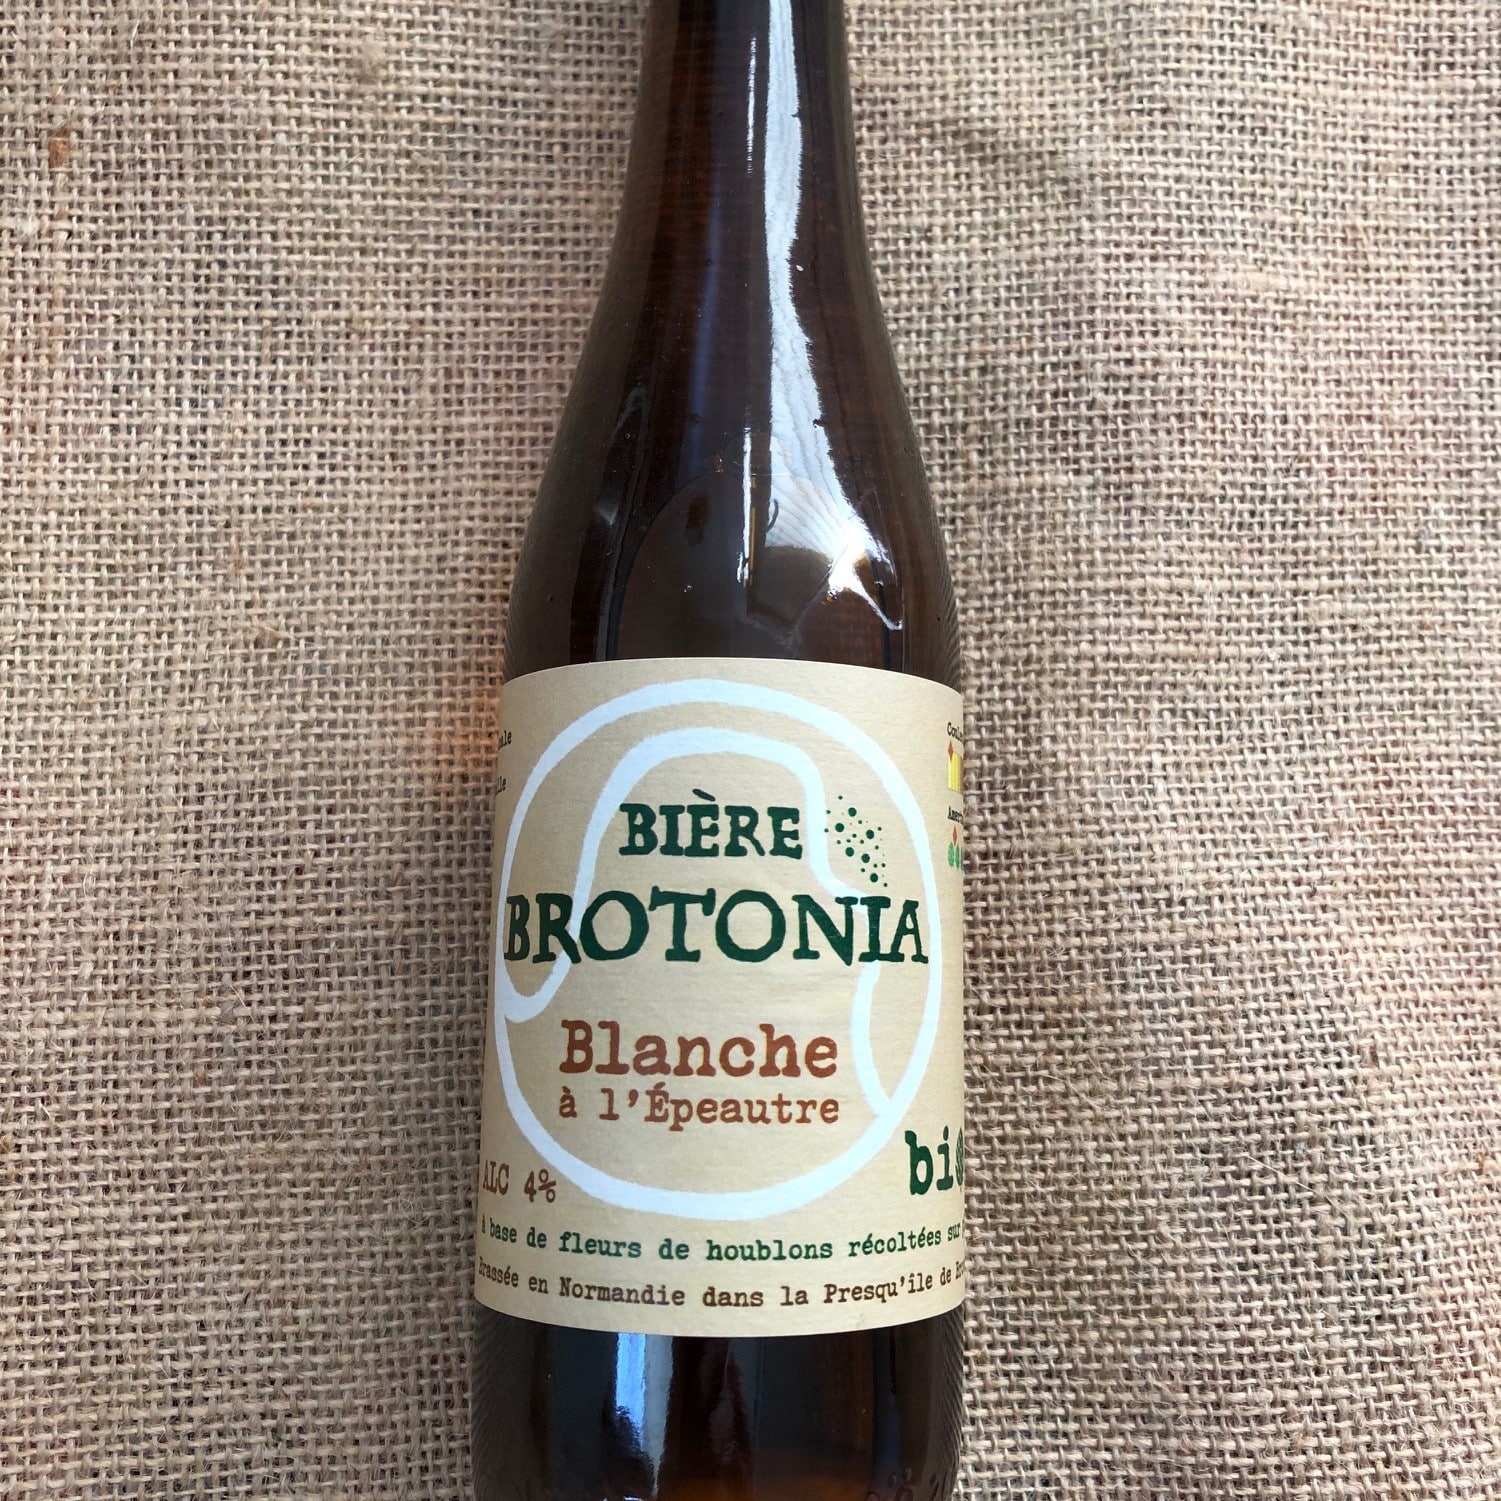 BIÈRE
BROTONIA
Blanche
à l'Épeautre
ALC 4%
à base de fleurs de houblons récoltées sur
Brassée en Normandie dans la Presqu'île de